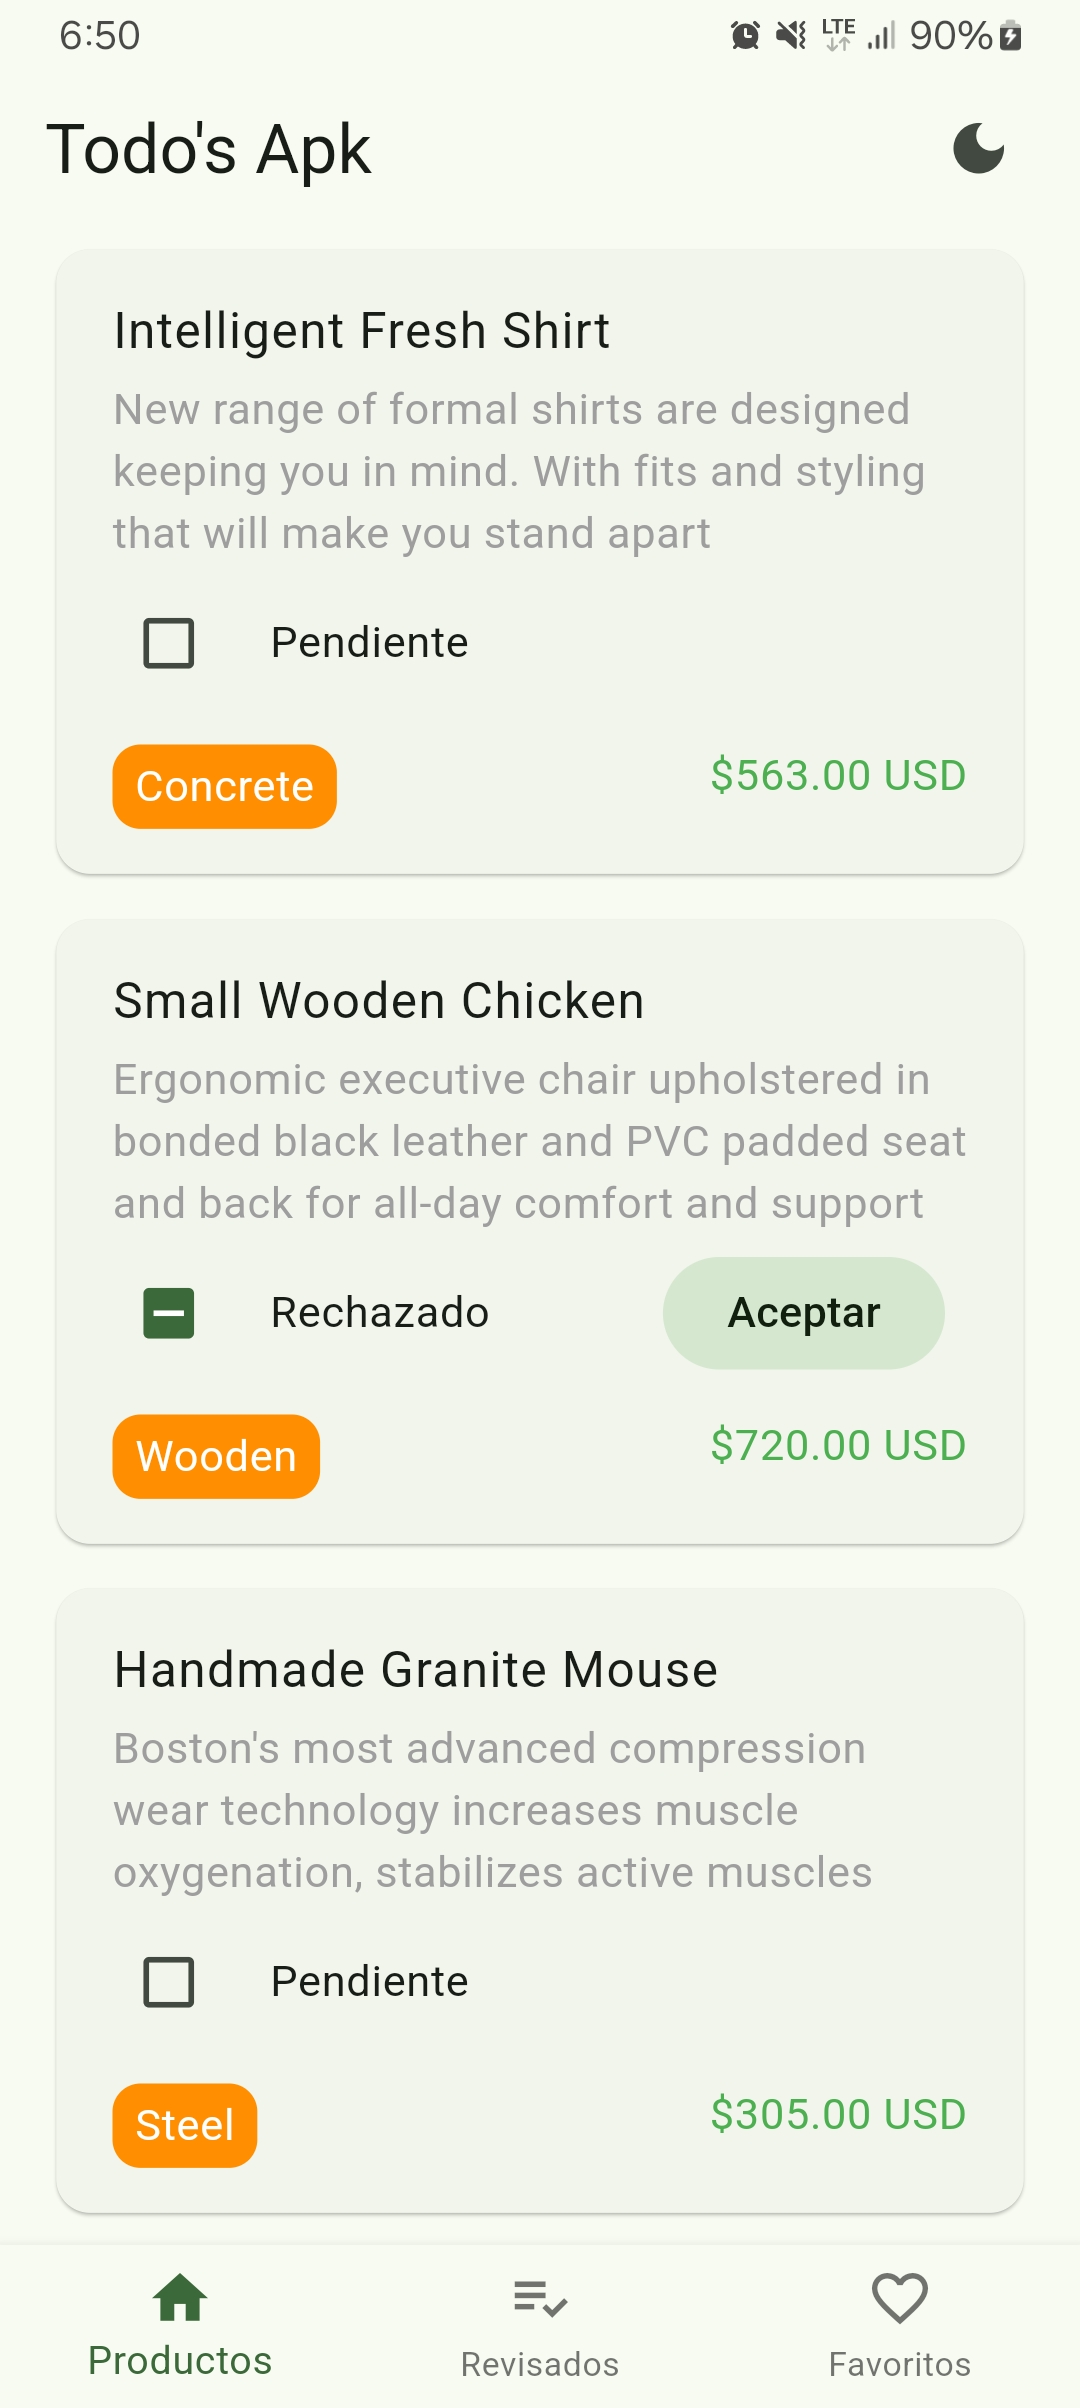 6:50
LTE
90%
Todo's Apk
Intelligent Fresh Shirt
New range of formal shirts are designed
keeping you in mind. With fits and styling
that will make you stand apart
Pendiente
Concrete
$563.00 USD
Small Wooden Chicken
Ergonomic executive chair upholstered in
bonded black leather and PVC padded seat
and back for all-day comfort and support
Rechazado
Aceptar
Wooden
$720.00 USD
Handmade Granite Mouse
Boston's most advanced compression
wear technology increases muscle
oxygenation, stabilizes active muscles
Pendiente
Steel
$305.00 USD
Productos
Revisados
Favoritos